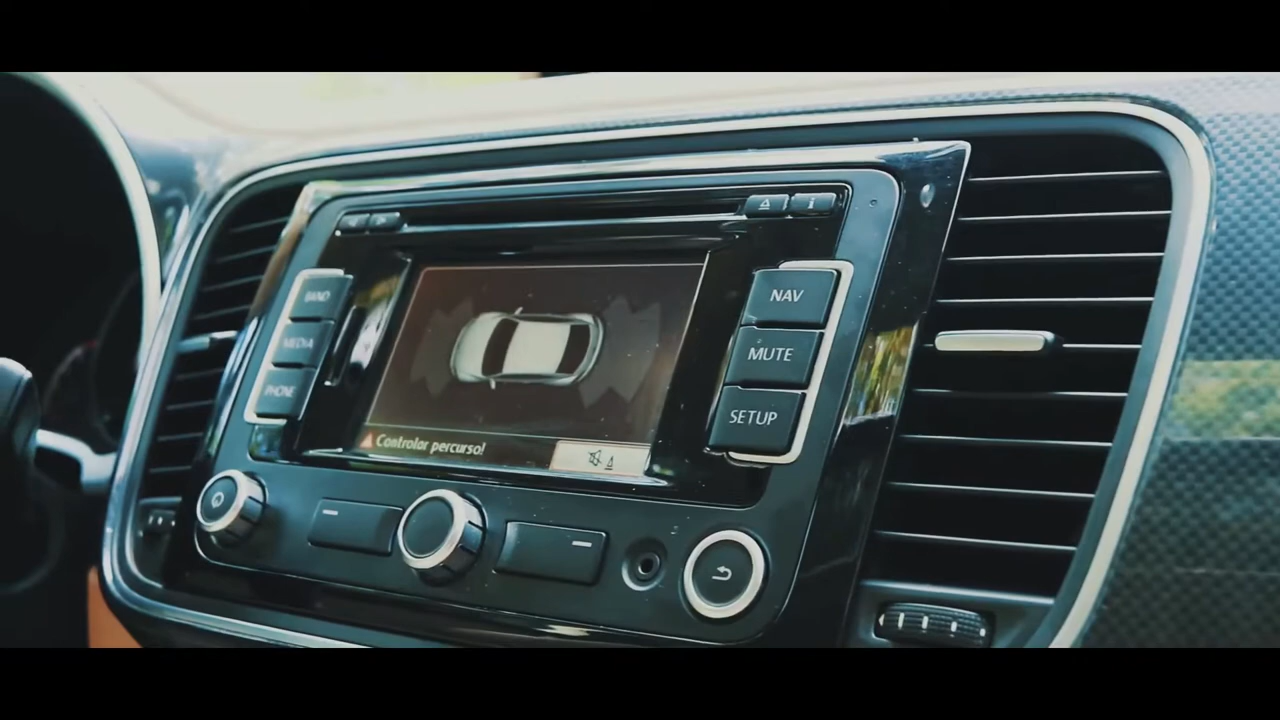 BAND
MEDIA
PHONE
i
NAV
MUTE
SETUP
Controlar percurso!